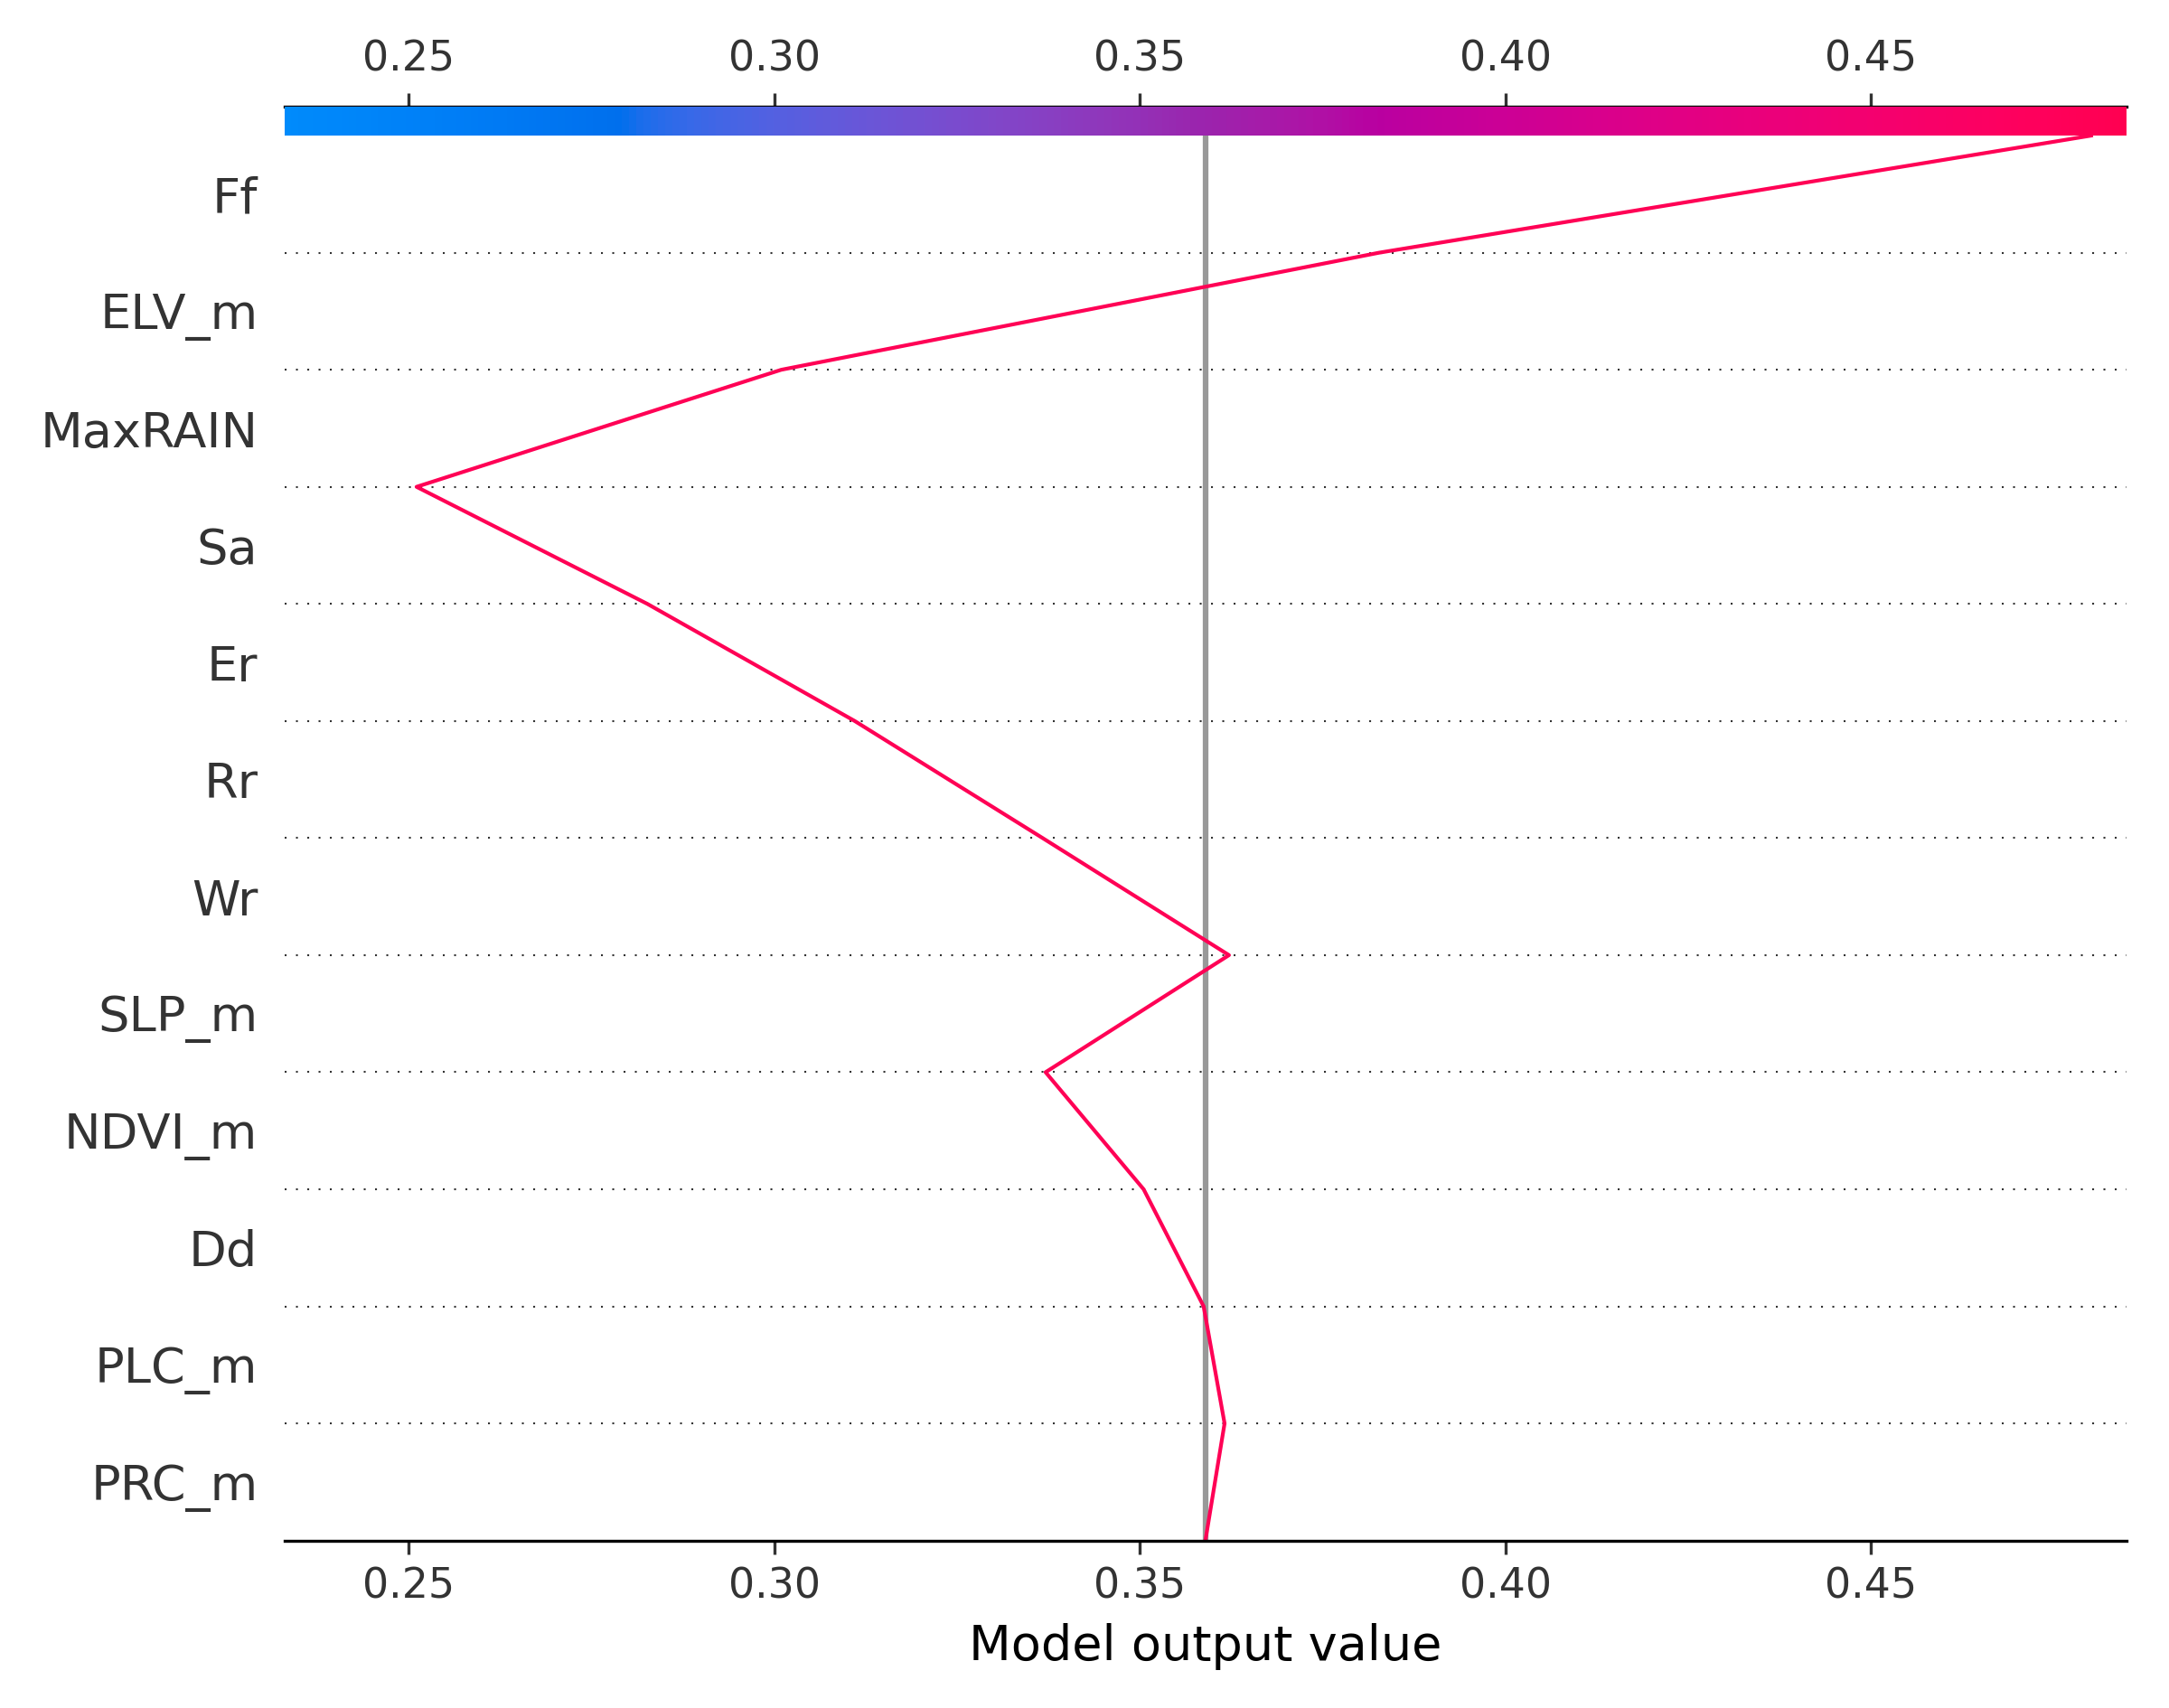 0.25 0.30 0.35 0.40 0.45
Ff
ELV_m
MaxRAIN
Sa
Er
Rr
Wr
SLP_m
NDVI_m
Dd
PLC_m
PRC_m
0.25 0.30 0.35 0.40 0.45
Model output value